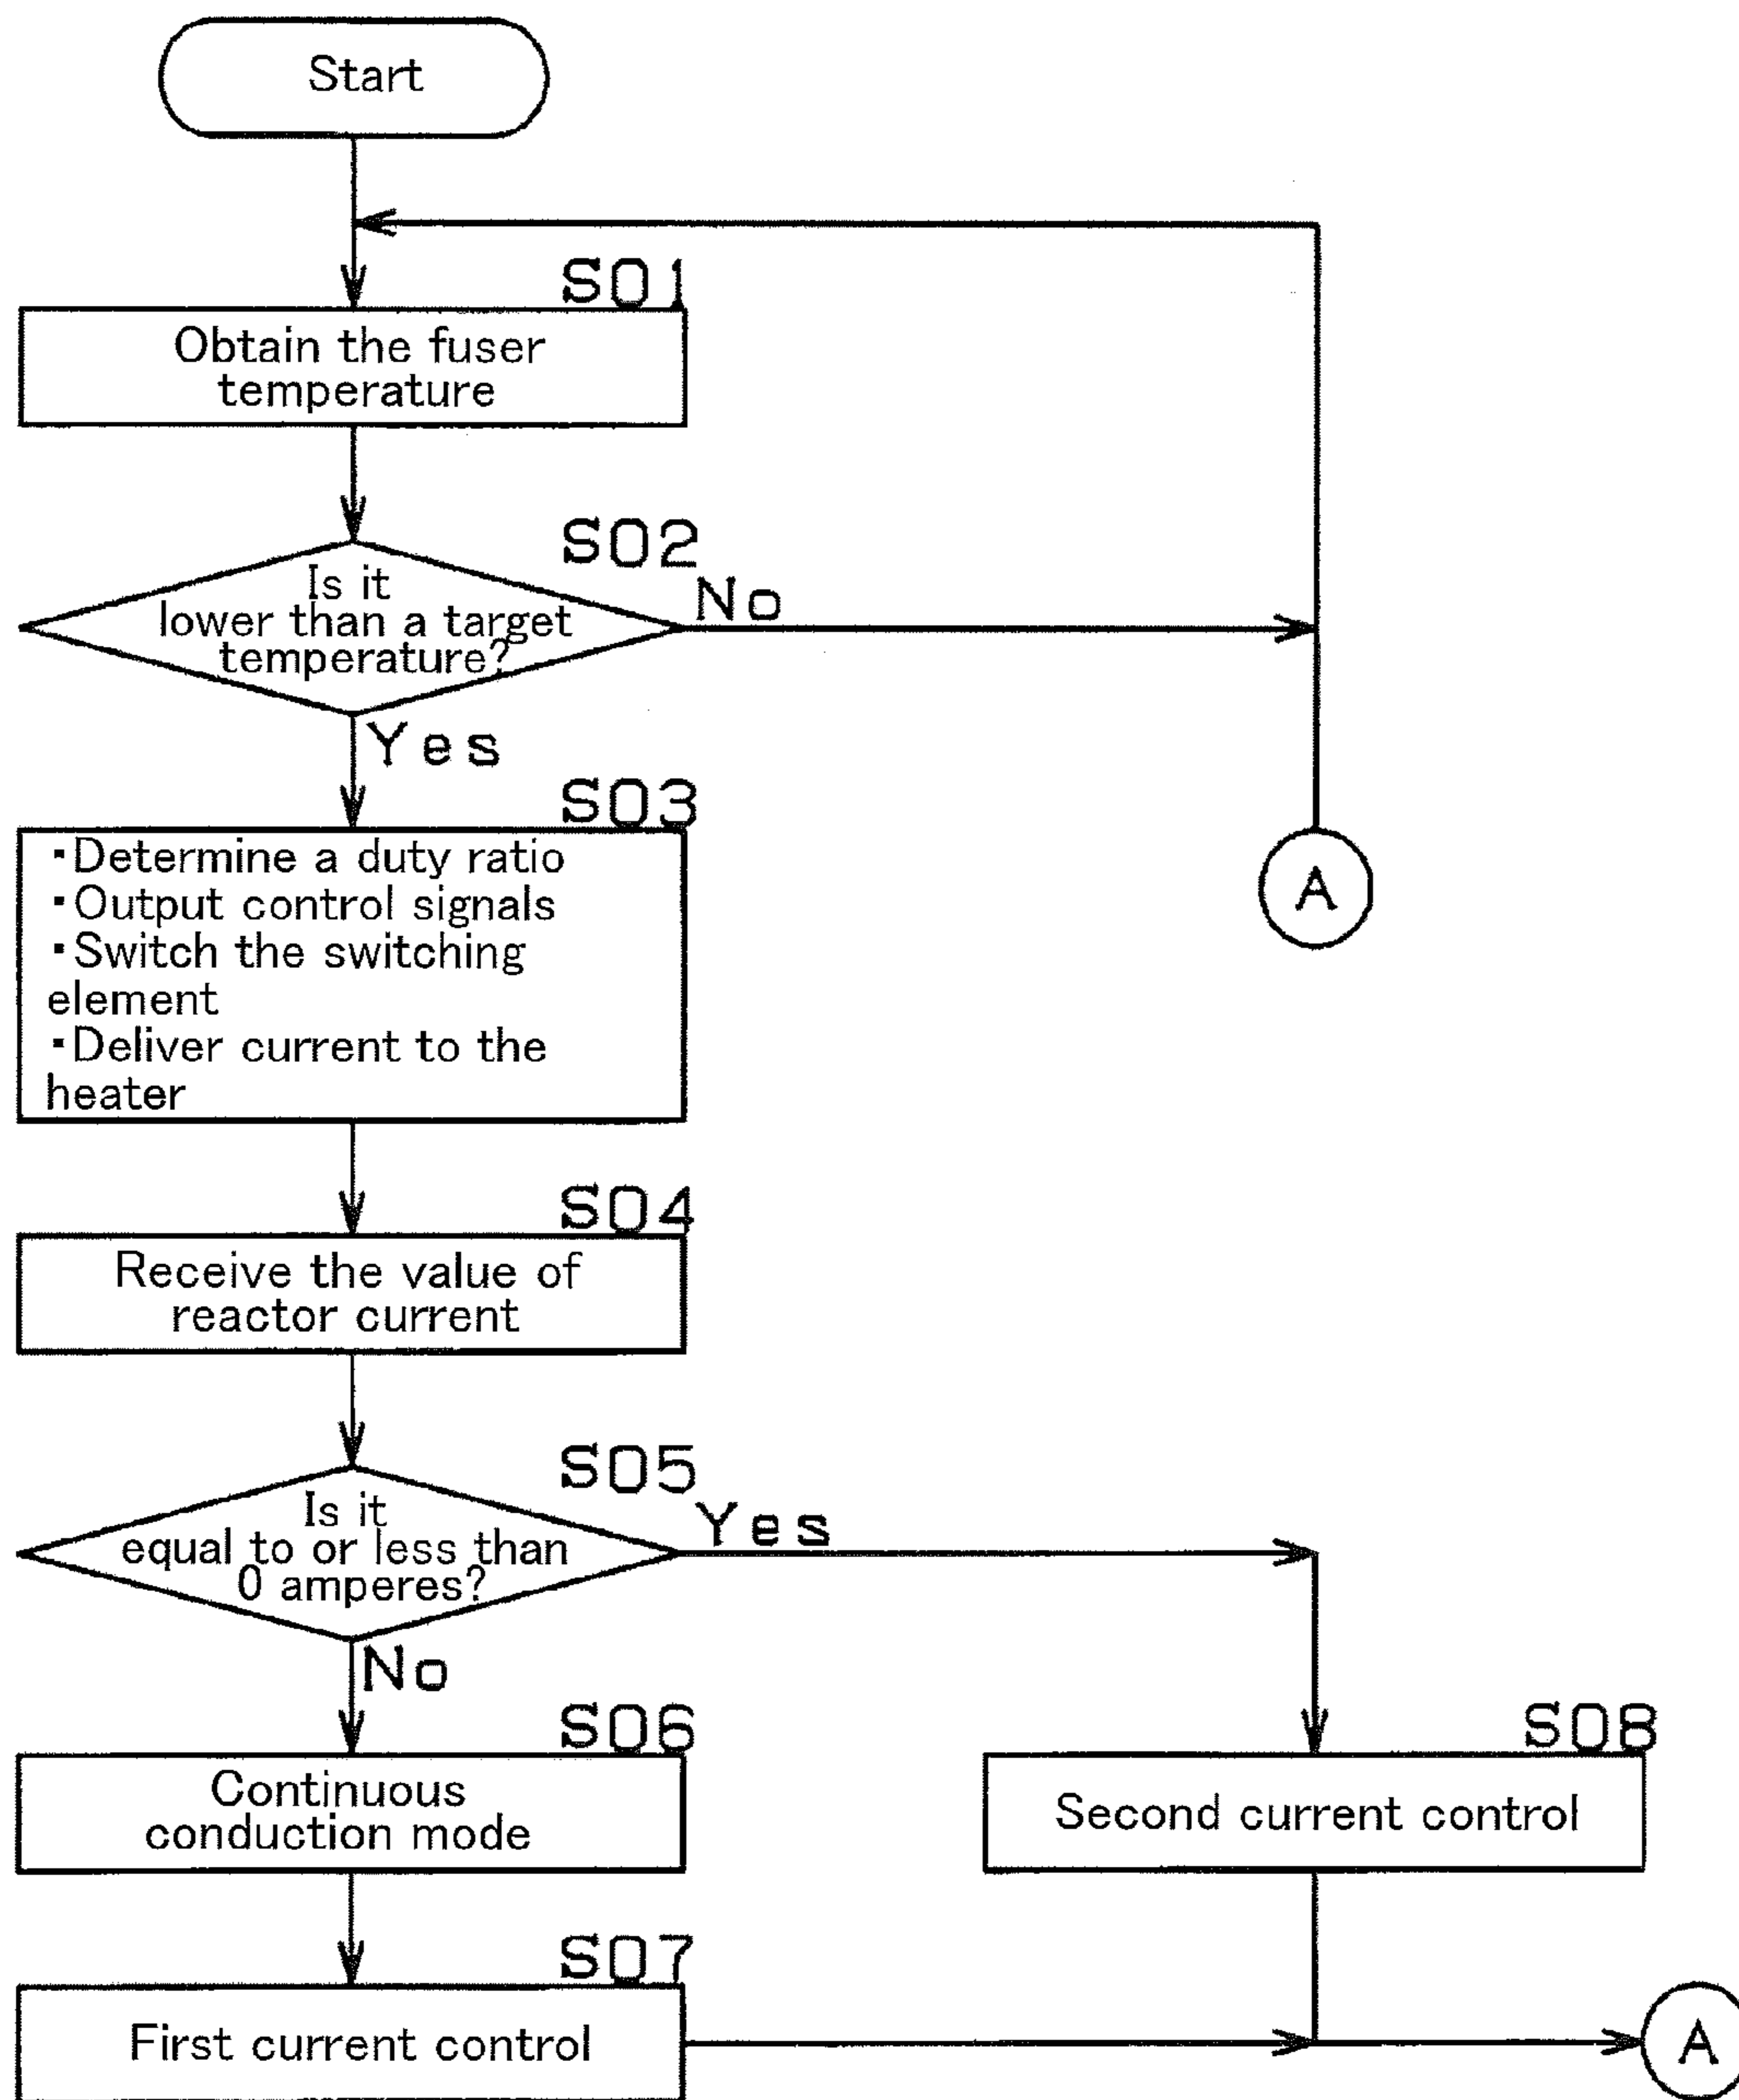 Start
S01
Obtain the fuser
temperature
S02
Is it
lower than a target
temperature?
No
Yes
S03
▪Determine a duty ratio
▪Output control signals
▪Switch the switching
element
▪Deliver current to the
heater
A
S04
Receive the value of
reactor current
S05
Is it
equal to or less than
0 amperes?
Yes
No
S06
Continuous
conduction mode
S08
Second current control
S07
First current control
A